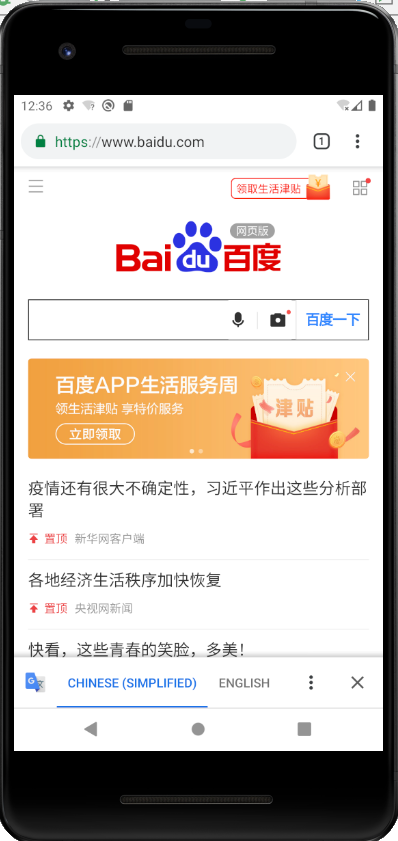 12:36
https://www.baidu.com
1
领取生活津贴
网页版
Bai du 百度
百度一下
百度APP生活服务周
领生活津贴 享特价服务
立即领取
津贴
疫情还有很大不确定性，习近平作出这些分析部
署
置顶 新华网客户端
各地经济生活秩序加快恢复
置顶 央视网新闻
快看，这些青春的笑脸，多美！
G 文
CHINESE (SIMPLIFIED) ENGLISH